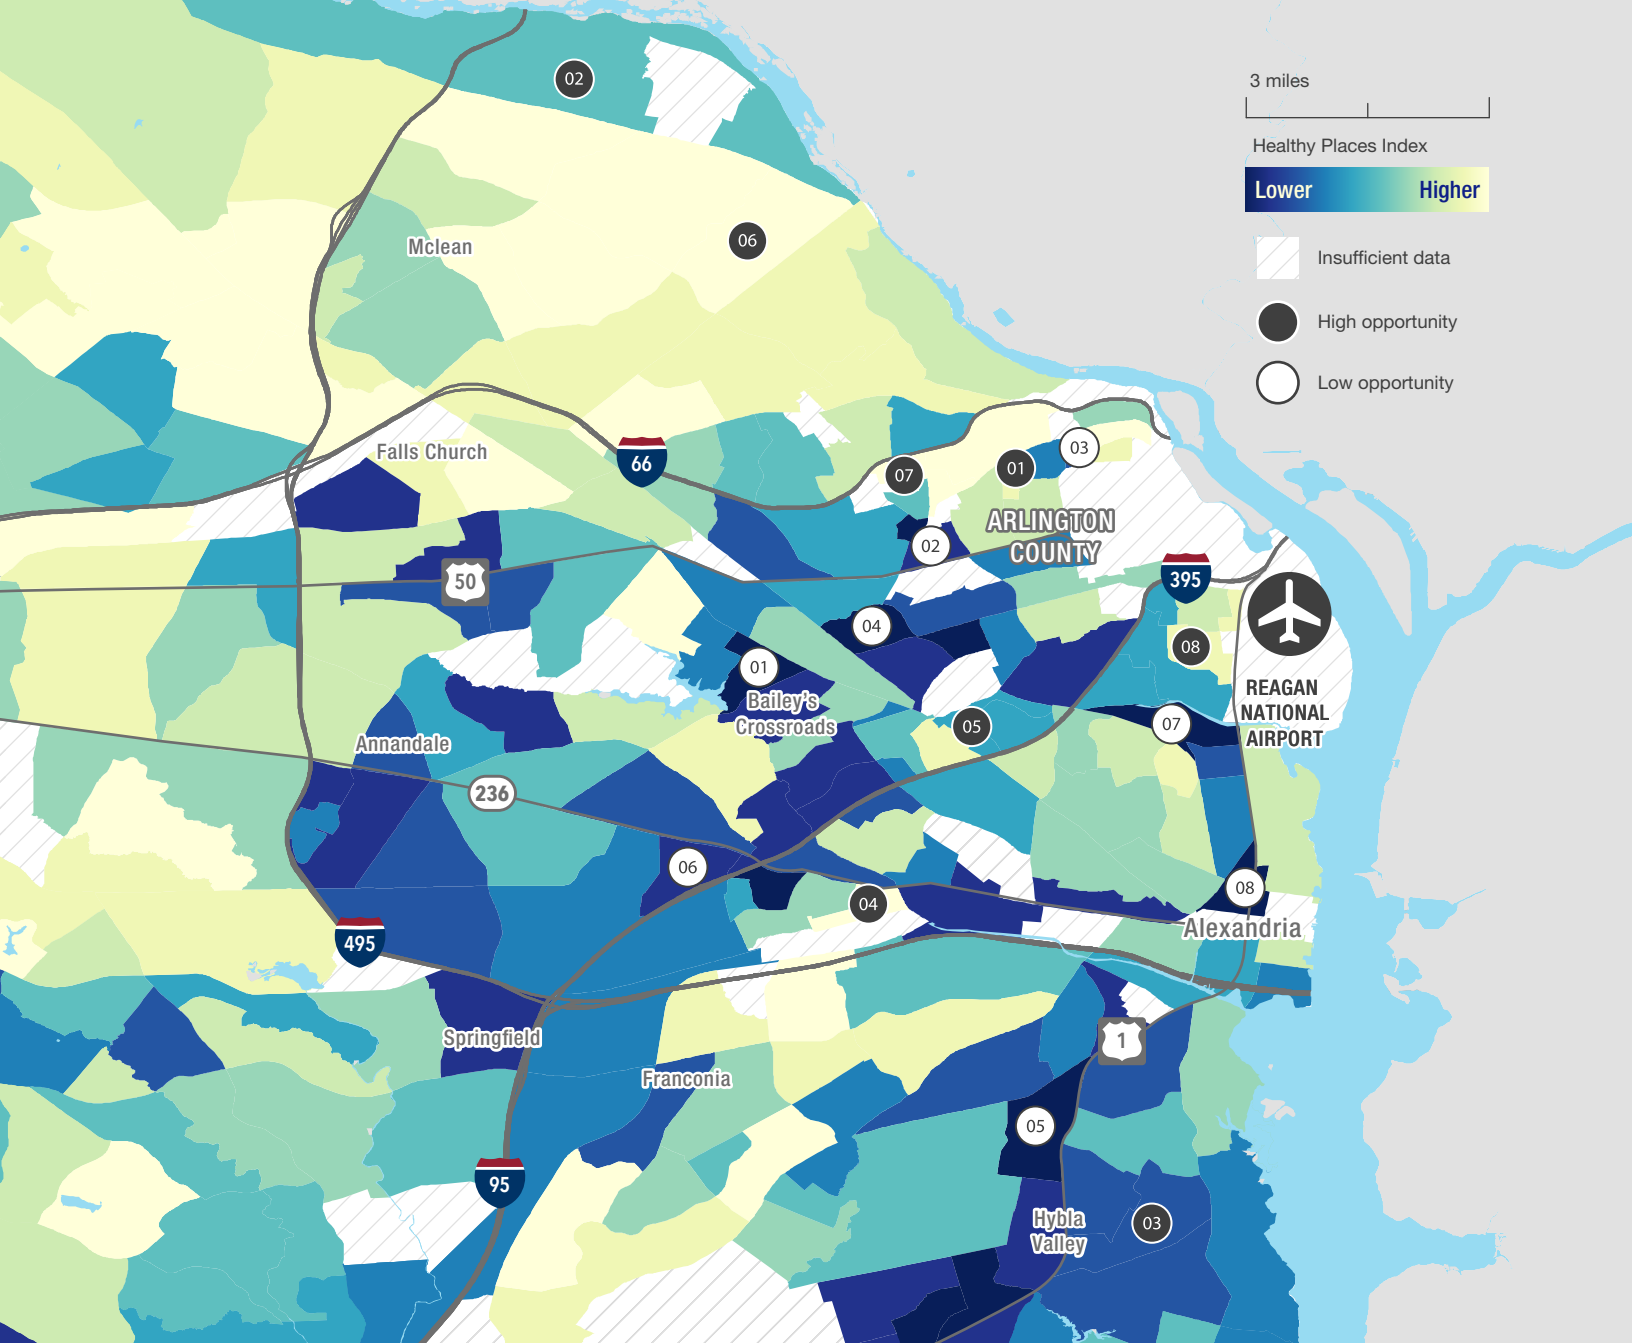 3 miles
Healthy Places Index
Lower Higher
Insufficient data
High opportunity
Low opportunity
02
06
Mclean
Falls Church
66
07
01
03
02
ARLINGTON
COUNTY
50
395
04
08
01
REAGAN
NATIONAL
AIRPORT
Bailey's
Crossroads
05
07
Annandale
236
06
04
08
Alexandria
495
Springfield
1
Franconia
05
95
Hybla
Valley
03